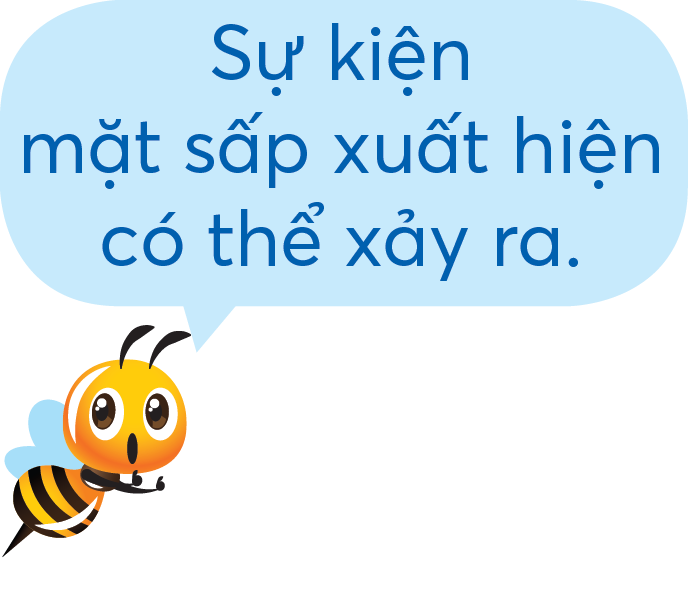 Sự kiện
mặt sấp xuất hiện
có thể xảy ra.